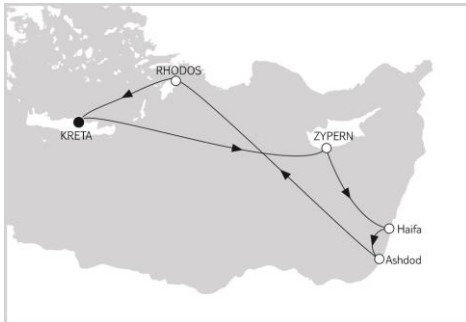 RHODOS
KRETA
ZYPERN
Haifa
Ashdod